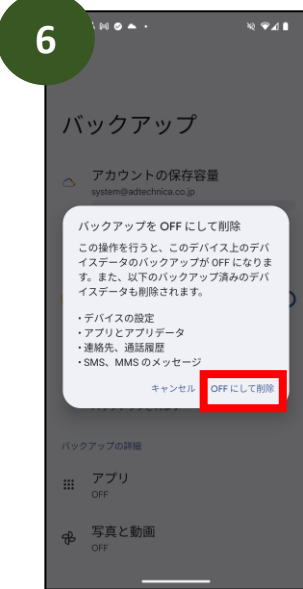 6
バックアップ
アカウントの保存容量
system@adtechnica.co.jp
バックアップを OFF にして削除
この操作を行うと、このデバイス上のデバ
イスデータのバックアップが OFF になりま
す。また、以下のバックアップ済みのデバ
イスデータも削除されます。
・デバイスの設定
・アプリとアプリデータ
・連絡先、通話履歴
・SMS、MMS のメッセージ
キャンセル OFF にして削除
バックアップの詳細
アプリ
OFF
写真と動画
OFF